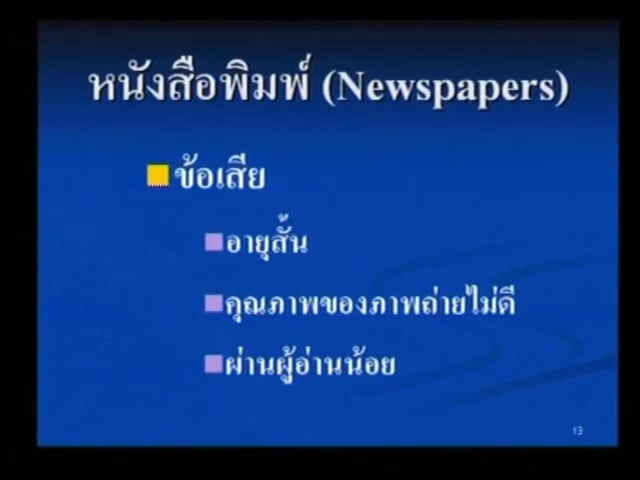 หนังสือพิมพ์ (Newspapers)
ข้อเสีย
อายุสั้น
คุณภาพของภาพถ่ายไม่ดี
ผ่านผู้อ่านน้อย
13